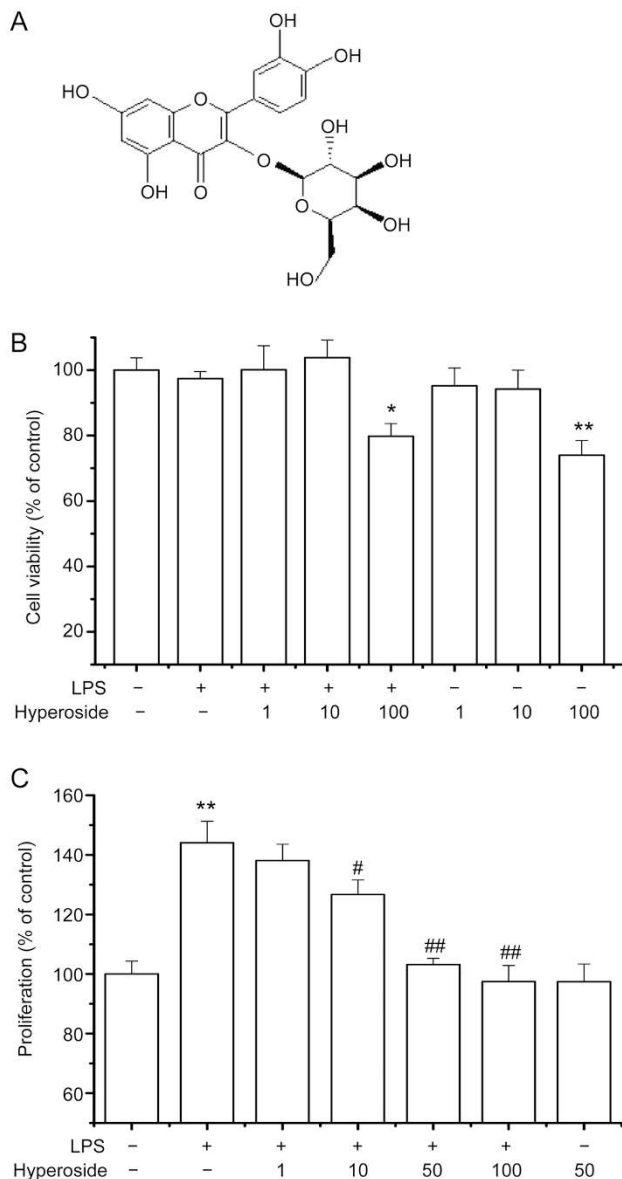 A
OH
OH
OH
HO
O
OH
O
OH
O
OH
O
OH
HO
B
Cell viability (% of control)
100
80
60
40
20
* **
LPS − + + + + − − −
Hyperoside − − 1 10 100 1 10 100
C
Proliferation (% of control)
160
140
120
100
80
60
** # ## ##
LPS − + + + + + −
Hyperoside − − 1 10 50 100 50